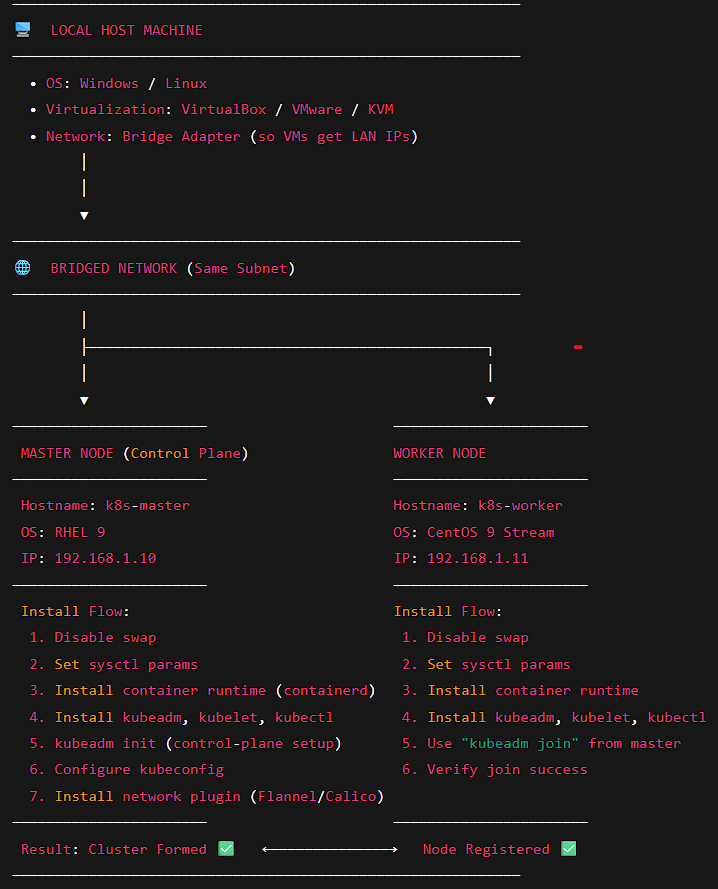 LOCAL HOST MACHINE
• OS: Windows / Linux
• Virtualization: VirtualBox / VMware / KVM
• Network: Bridge Adapter (so VMs get LAN IPs)
BRIDGED NETWORK (Same Subnet)
MASTER NODE (Control Plane)
Hostname: k8s-master
OS: RHEL 9
IP: 192.168.1.10
Install Flow:
1. Disable swap
2. Set sysctl params
3. Install container runtime (containerd)
4. Install kubeadm, kubelet, kubectl
5. kubeadm init (control-plane setup)
6. Configure kubeconfig
7. Install network plugin (Flannel/Calico)
Result: Cluster Formed ✅
WORKER NODE
Hostname: k8s-worker
OS: CentOS 9 Stream
IP: 192.168.1.11
Install Flow:
1. Disable swap
2. Set sysctl params
3. Install container runtime
4. Install kubeadm, kubelet, kubectl
5. Use "kubeadm join" from master
6. Verify join success
Node Registered ✅